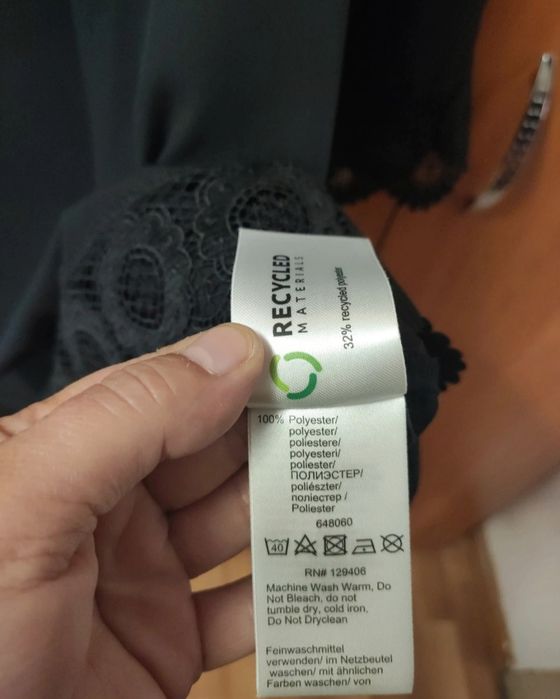 RECYCLED
MATERIALS
32% recycled polyester
100% Polyester/
polyester/
poliestere/
polyesteri/
poliester/
ПОЛИЭСТЕР/
poliészter/
поліестер /
Poliester
648060
40
RN# 129406
Machine Wash Warm, Do
Not Bleach, do not
tumble dry, cold iron,
Do Not Dryclean
Feinwaschmittel
verwenden/ im Netzbeutel
waschen/ mit ähnlichen
Farben waschen/ von